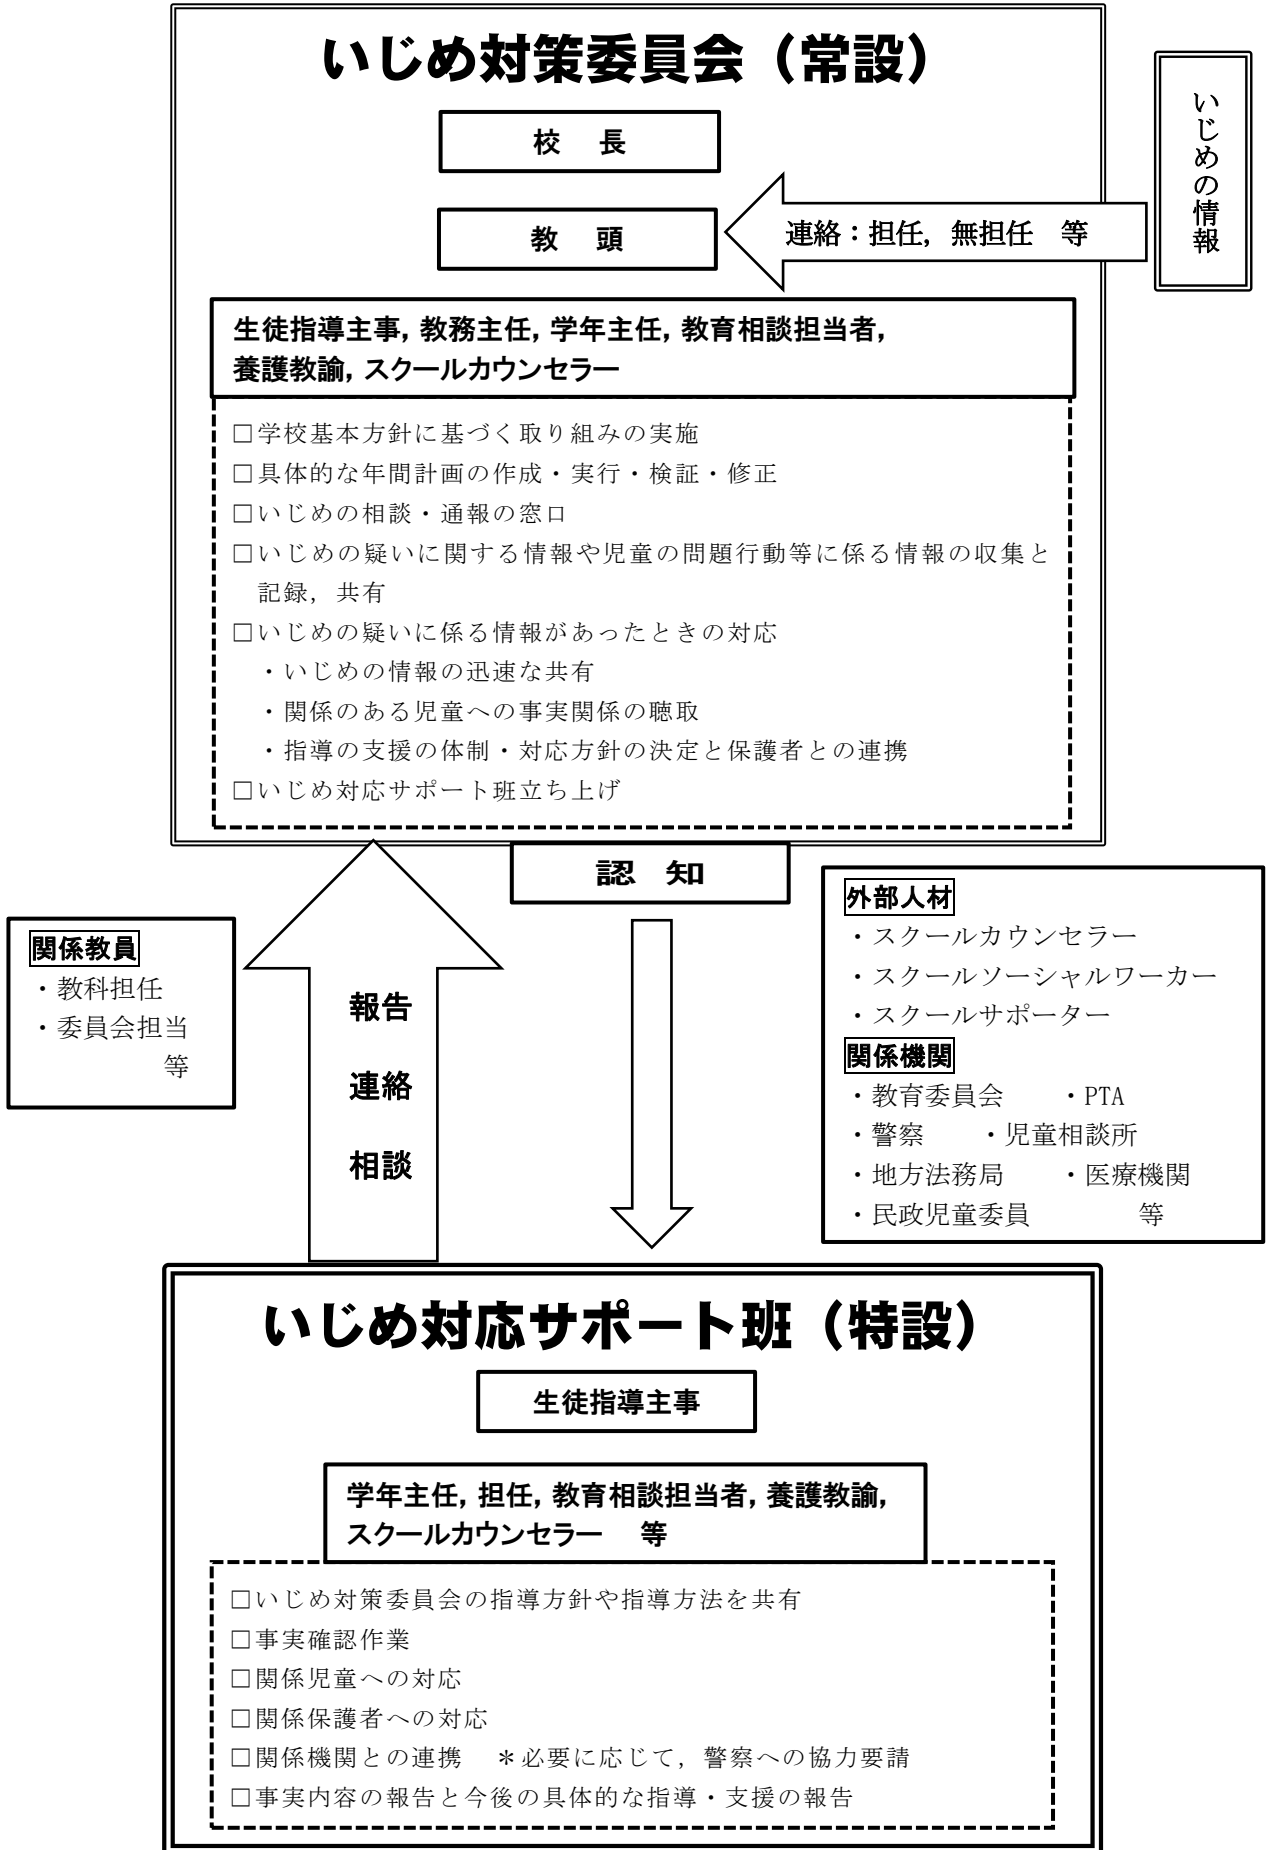 いじめ対策委員会（常設）
校　長
教　頭
連絡：担任，無担任　等
いじめの情報
生徒指導主事，教務主任，学年主任，教育相談担当者，
養護教諭，スクールカウンセラー
□学校基本方針に基づく取り組みの実施
□具体的な年間計画の作成・実行・検証・修正
□いじめの相談・通報の窓口
□いじめの疑いに関する情報や児童の問題行動等に係る情報の収集と
記録，共有
□いじめの疑いに係る情報があったときの対応
・いじめの情報の迅速な共有
・関係のある児童への事実関係の聴取
・指導の支援の体制・対応方針の決定と保護者との連携
□いじめ対応サポート班立ち上げ
認　知
関係教員
・教科担任
・委員会担当
等
報告
連絡
相談
外部人材
・スクールカウンセラー
・スクールソーシャルワーカー
・スクールサポーター
関係機関
・教育委員会　　・PTA
・警察　　・児童相談所
・地方法務局　　・医療機関
・民政児童委員　　　　等
いじめ対応サポート班（特設）
生徒指導主事
学年主任，担任，教育相談担当者，養護教諭，
スクールカウンセラー　等
□いじめ対策委員会の指導方針や指導方法を共有
□事実確認作業
□関係児童への対応
□関係保護者への対応
□関係機関との連携　＊必要に応じて，警察への協力要請
□事実内容の報告と今後の具体的な指導・支援の報告